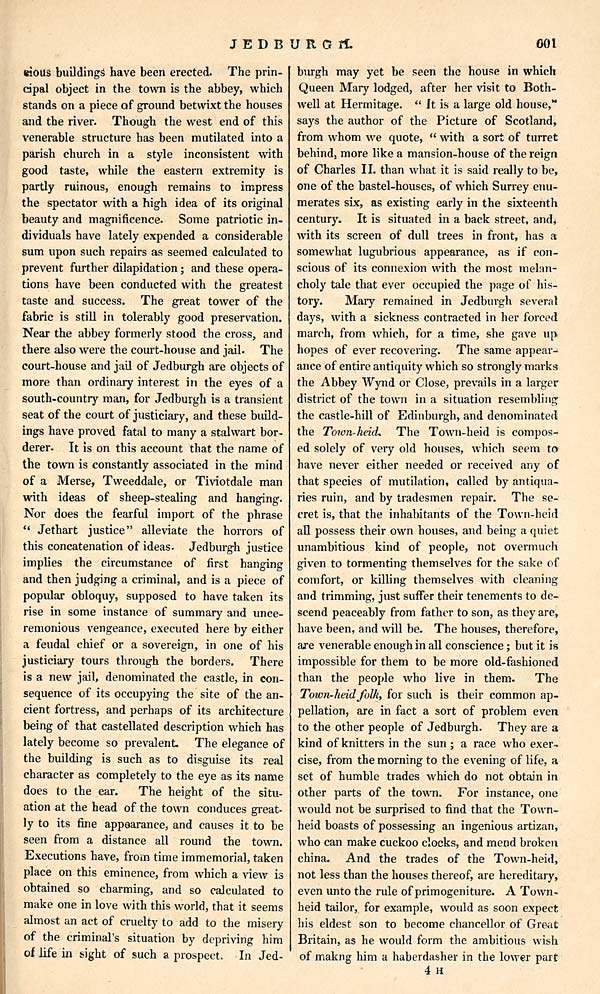 JEDBURGH.
601
cious buildings have been erected. The prin-
cipal object in the town is the abbey, which
stands on a piece of ground betwixt the houses
and the river. Though the west end of this
venerable structure has been mutilated into a
parish church in a style inconsistent with
good taste, while the eastern extremity is
partly ruinous, enough remains to impress
the spectator with a high idea of its original
beauty and magnificence. Some patriotic in-
dividuals have lately expended a considerable
sum upon such repairs as seemed calculated to
prevent further dilapidation; and these opera-
tions have been conducted with the greatest
taste and success. The great tower of the
fabric is still in tolerably good preservation.
Near the abbey formerly stood the cross, and
there also were the court-house and jail. The
court-house and jail of Jedburgh are objects of
more than ordinary interest in the eyes of a
south-country man, for Jedburgh is a transient
seat of the court of justiciary, and these build-
ings have proved fatal to many a stalwart bor-
derer. It is on this account that the name of
the town is constantly associated in the mind
of a Merse, Tweeddale, or Tiviotdale man
with ideas of sheep-stealing and hanging.
Nor does the fearful import of the phrase
“ Jethart justice” alleviate the horrors of
this concatenation of ideas. Jedburgh justice
implies the circumstance of first hanging
and then judging a criminal, and is a piece of
popular obloquy, supposed to have taken its
rise in some instance of summary and unce-
remonious vengeance, executed here by either
a feudal chief or a sovereign, in one of his
justiciary tours through the borders. There
is a new jail, denominated the castle, in con-
sequence of its occupying the site of the an-
cient fortress, and perhaps of its architecture
being of that castellated description which has
lately become so prevalent. The elegance of
the building is such as to disguise its real
character as completely to the eye as its name
does to the ear. The height of the situ-
ation at the head of the town conduces great-
ly to its fine appearance, and causes it to be
seen from a distance all round the town.
Executions have, from time immemorial, taken
place on this eminence, from which a view is
obtained so charming, and so calculated to
make one in love with this world, that it seems
almost an act of cruelty to add to the misery
of the criminal's situation by depriving him
of life in sight of such a prospect. In Jed-
burgh may yet be seen the house in which
Queen Mary lodged, after her visit to Both-
well at Hermitage. “ It is a large old house,”
says the author of the Picture of Scotland,
from whom we quote, “ with a sort of turret
behind, more like a mansion-house of the reign
of Charles II. than what it is said really to be,
one of the bastel-houses, of which Surrey enu-
merates six, as existing early in the sixteenth
century. It is situated in a back street, and,
with its screen of dull trees in front, has a
somewhat lugubrious appearance, as if con-
scious of its connexion with the most melan-
choly tale that ever occupied the page of his-
tory. Mary remained in Jedburgh several
days, with a sickness contracted in her forced
march, from which, for a time, she gave up
hopes of ever recovering. The same appear-
ance of entire antiquity which so strongly marks
the Abbey Wynd or Close, prevails in a larger
district of the town in a situation resembling
the castle-hill of Edinburgh, and denominated
the Town-heid. The Town-heid is compos-
ed solely of very old houses, which seem to
have never either needed or received any of
that species of mutilation, called by antiqua-
ries ruin, and by tradesmen repair. The se-
cret is, that the inhabitants of the Town-heid
all possess their own houses, and being a quiet
unambitious kind of people, not overmuch
given to tormenting themselves for the sake of
comfort, or killing themselves with cleaning
and trimming, just suffer their tenements to de-
scend peaceably from father to son, as they are,
have been, and will be. The houses, therefore,
are venerable enough in all conscience; but it is
impossible for them to be more old-fashioned
than the people who live in them. The
Town-heid folk, for such is their common ap-
pellation, are in fact a sort of problem even
to the other people of Jedburgh. They are a
kind of knitters in the sun; a race who exer-
cise, from the morning to the evening of life, a
set of humble trades which do not obtain in
other parts of the town. For instance, one
would not be surprised to find that the Town-
heid boasts of possessing an ingenious artizan,
who can make cuckoo clocks, and mend broken
china. And the trades of the Town-heid,
not less than the houses thereof, are hereditary,
even unto the rule of primogeniture. A Town-
heid tailor, for example, would as soon expect
his eldest son to become chancellor of Great
Britain, as he would form the ambitious wish
of makng him a haberdasher in the lower part
4 H